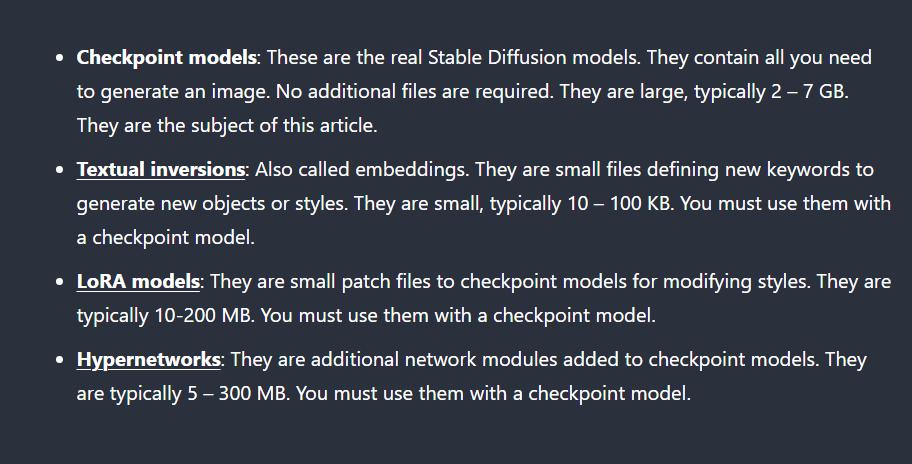 • Checkpoint models: These are the real Stable Diffusion models. They contain all you need
to generate an image. No additional files are required. They are large, typically 2 – 7 GB.
They are the subject of this article.
• Textual inversions: Also called embeddings. They are small files defining new keywords to
generate new objects or styles. They are small, typically 10 – 100 KB. You must use them with
a checkpoint model.
• LoRA models: They are small patch files to checkpoint models for modifying styles. They are
typically 10-200 MB. You must use them with a checkpoint model.
• Hypernetworks: They are additional network modules added to checkpoint models. They
are typically 5 – 300 MB. You must use them with a checkpoint model.